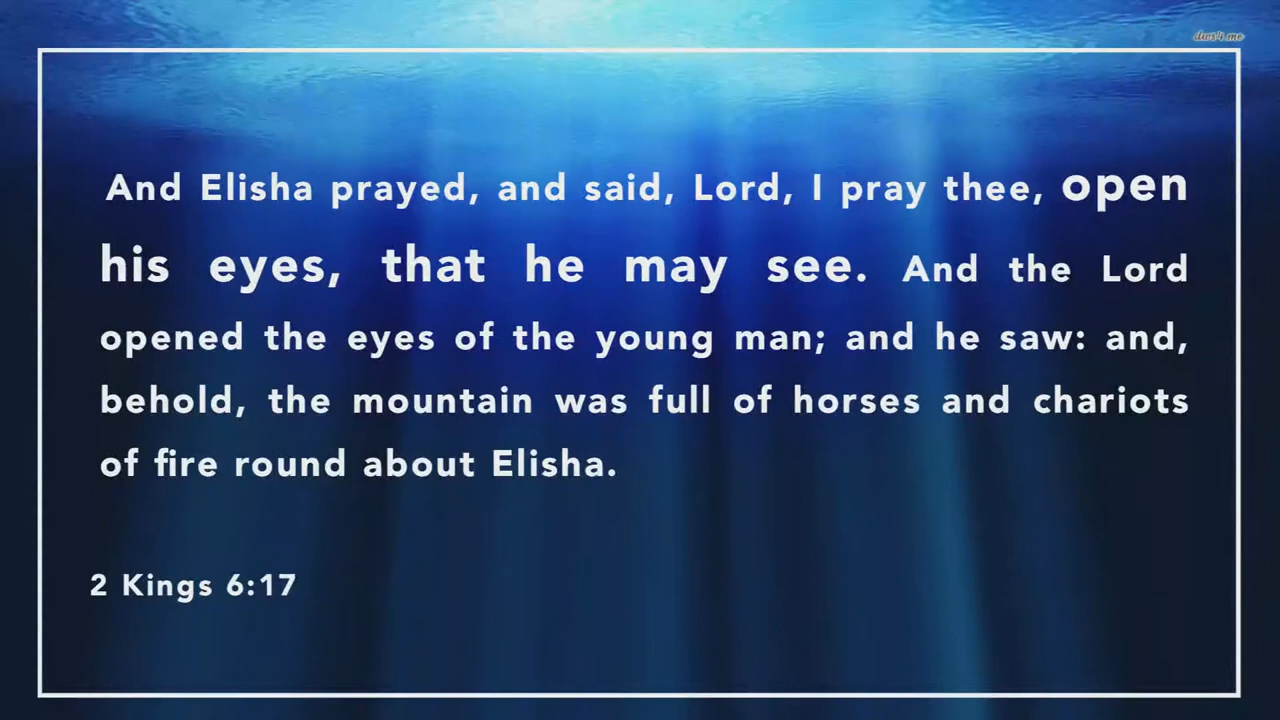 dws4 me
And Elisha prayed, and said, Lord, I pray thee, open
his eyes, that he may see. And the Lord
opened the eyes of the young man; and he saw: and,
behold, the mountain was full of horses and chariots
of fire round about Elisha.
2 Kings 6:17